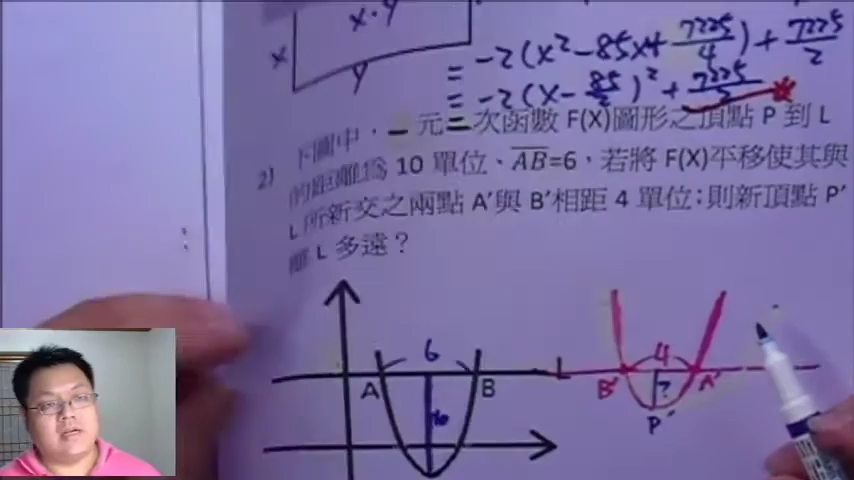 x·y
x
y
= -2(x² - 85x + 7225/4) + 7225/2
= -2(x - 85/2)² + 7225/2
2) 下圖中，一元二次函數 F(X)圖形之頂點 P 到 L
的距離為 10 單位、AB=6，若將 F(X)平移使其與
L 所新交之兩點 A'與 B'相距 4 單位；則新頂點 P'
離 L 多遠？
6
A
B
10
L
4
B'
?
A'
P'